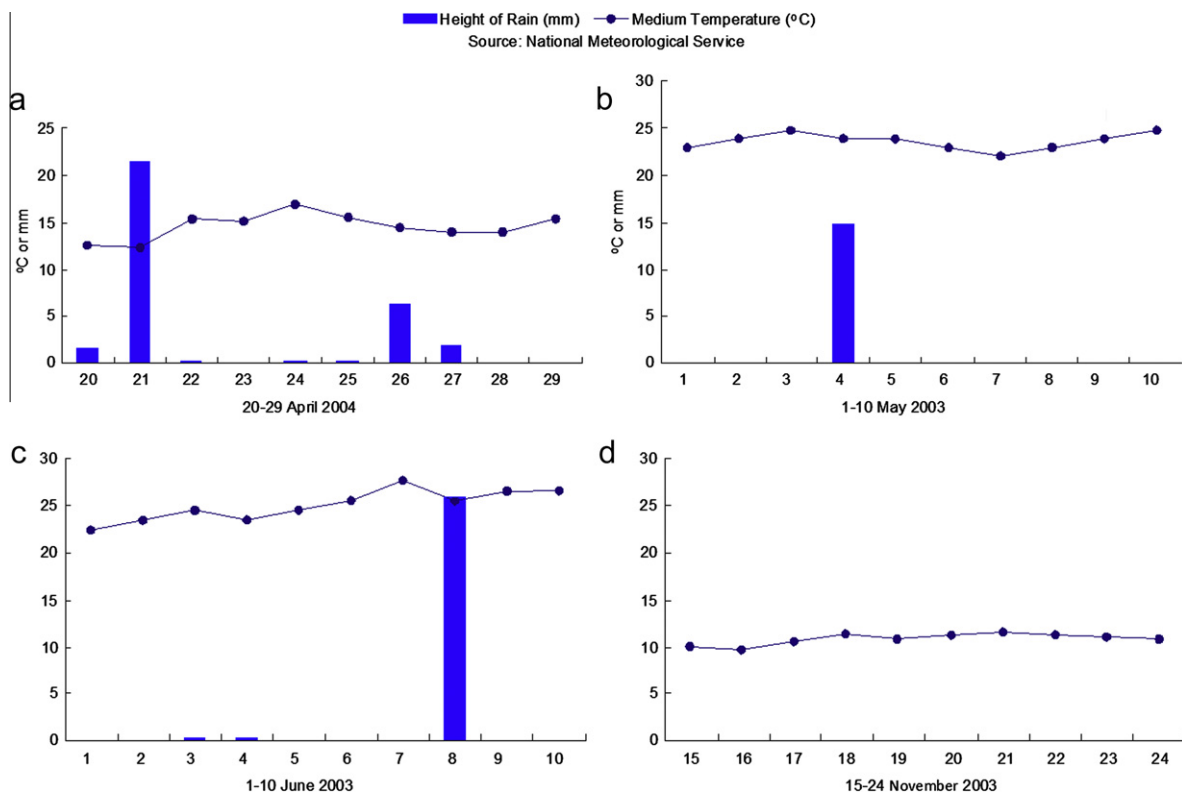 Height of Rain (mm) Medium Temperature (ºC)
Source: National Meteorological Service
a
25
20
15
10
5
0
ºC or mm
20 21 22 23 24 25 26 27 28 29
20-29 April 2004
b
30
25
20
15
10
5
0
ºC or mm
1 2 3 4 5 6 7 8 9 10
1-10 May 2003
c
30
25
20
15
10
5
0
1 2 3 4 5 6 7 8 9 10
1-10 June 2003
d
30
25
20
15
10
5
0
15 16 17 18 19 20 21 22 23 24
15-24 November 2003